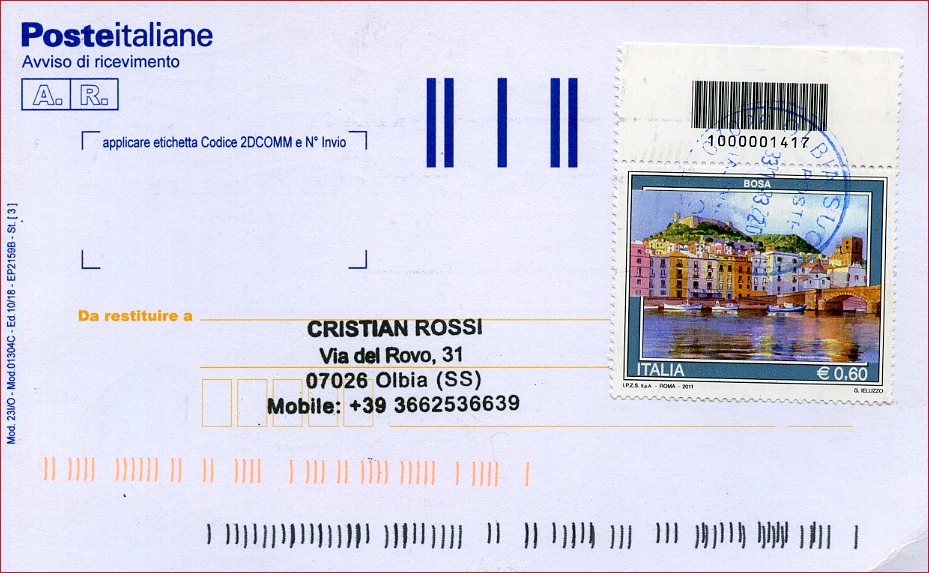 Posteitaliane
Avviso di ricevimento
A. R.
applicare etichetta Codice 2DCOMM e N° Invio
1000001417
BOSA
ITALIA
€ 0,60
I.P.Z.S. S.p.A. - ROMA - 2011
G. IELUZZO
Da restituire a
CRISTIAN ROSSI
Via del Rovo, 31
07026 Olbia (SS)
Mobile: +39 3662536639
Mod. 23I/O - Mod.01304C - Ed.10/18 - EP2159B - St. [3]